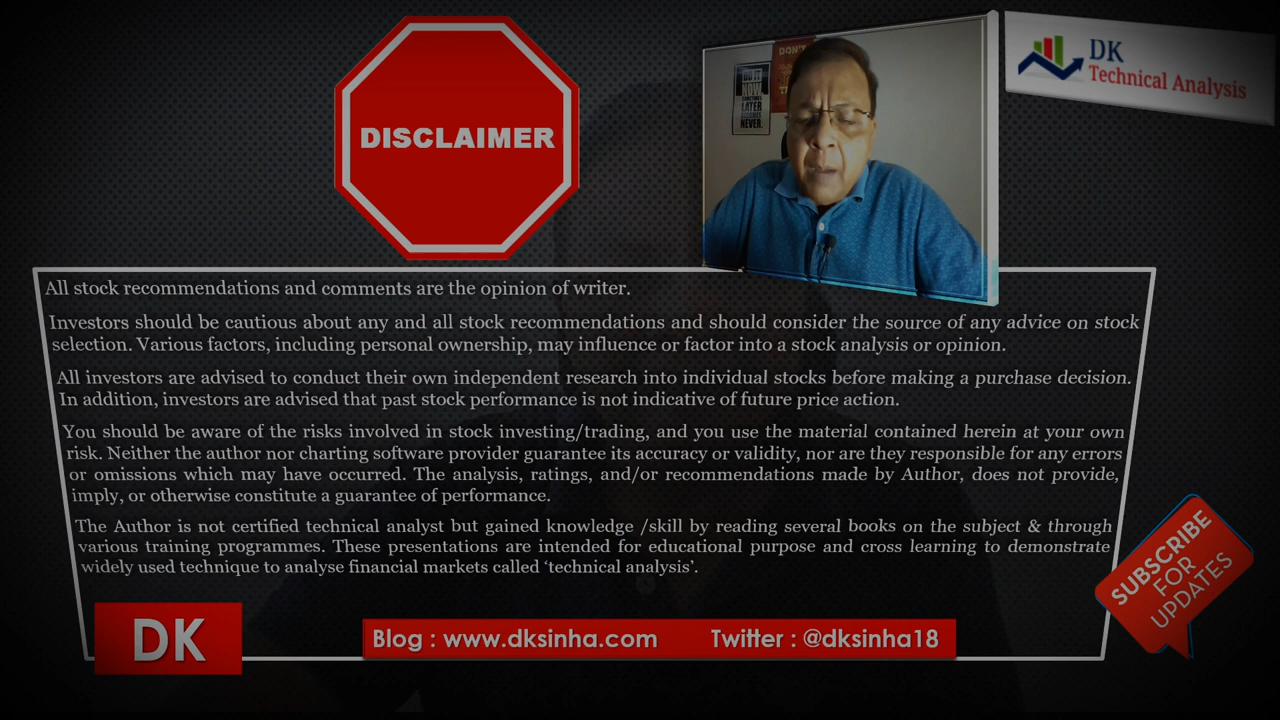 DISCLAIMER
DON'T
DO IT
NOW
SOMETIMES
LATER
BECOMES
NEVER.
DK
Technical Analysis
All stock recommendations and comments are the opinion of writer.
Investors should be cautious about any and all stock recommendations and should consider the source of any advice on stock
selection. Various factors, including personal ownership, may influence or factor into a stock analysis or opinion.
All investors are advised to conduct their own independent research into individual stocks before making a purchase decision.
In addition, investors are advised that past stock performance is not indicative of future price action.
You should be aware of the risks involved in stock investing/trading, and you use the material contained herein at your own
risk. Neither the author nor charting software provider guarantee its accuracy or validity, nor are they responsible for any errors
or omissions which may have occurred. The analysis, ratings, and/or recommendations made by Author, does not provide,
imply, or otherwise constitute a guarantee of performance.
The Author is not certified technical analyst but gained knowledge /skill by reading several books on the subject & through
various training programmes. These presentations are intended for educational purpose and cross learning to demonstrate
widely used technique to analyse financial markets called ‘technical analysis’.
SUBSCRIBE
FOR
UPDATES
DK
Blog : www.dksinha.com Twitter : @dksinha18